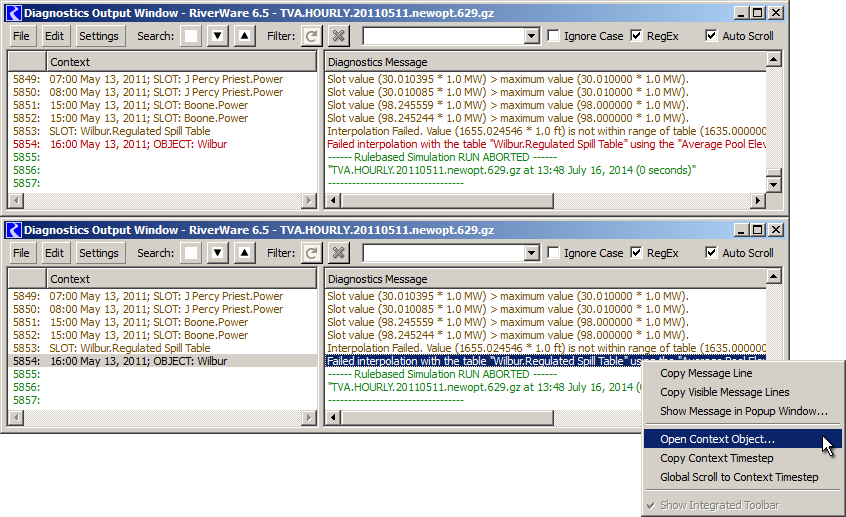 Diagnostics Output Window - RiverWare 6.5 - TVA.HOURLY.20110511.newopt.629.gz
File Edit Settings Search: Filter: Ignore Case RegEx Auto Scroll
Context Diagnostics Message
5849: 07:00 May 13, 2011; SLOT: J Percy Priest.Power Slot value (30.010395 * 1.0 MW) > maximum value (30.010000 * 1.0 MW).
5850: 08:00 May 13, 2011; SLOT: J Percy Priest.Power Slot value (30.010085 * 1.0 MW) > maximum value (30.010000 * 1.0 MW).
5851: 15:00 May 13, 2011; SLOT: Boone.Power Slot value (98.245559 * 1.0 MW) > maximum value (98.000000 * 1.0 MW).
5852: 15:00 May 13, 2011; SLOT: Boone.Power Slot value (98.245244 * 1.0 MW) > maximum value (98.000000 * 1.0 MW).
5853: SLOT: Wilbur.Regulated Spill Table Interpolation Failed. Value (1655.024546 * 1.0 ft) is not within range of table (1635.000000
5854: 16:00 May 13, 2011; OBJECT: Wilbur Failed interpolation with the table "Wilbur.Regulated Spill Table" using the "Average Pool Elev
5855: ------ Rulebased Simulation RUN ABORTED ------
5856: "TVA.HOURLY.20110511.newopt.629.gz at 13:48 July 16, 2014 (0 seconds)"
5857: ----------------------------------
Diagnostics Output Window - RiverWare 6.5 - TVA.HOURLY.20110511.newopt.629.gz
File Edit Settings Search: Filter: Ignore Case RegEx Auto Scroll
Context Diagnostics Message
5849: 07:00 May 13, 2011; SLOT: J Percy Priest.Power Slot value (30.010395 * 1.0 MW) > maximum value (30.010000 * 1.0 MW).
5850: 08:00 May 13, 2011; SLOT: J Percy Priest.Power Slot value (30.010085 * 1.0 MW) > maximum value (30.010000 * 1.0 MW).
5851: 15:00 May 13, 2011; SLOT: Boone.Power Slot value (98.245559 * 1.0 MW) > maximum value (98.000000 * 1.0 MW).
5852: 15:00 May 13, 2011; SLOT: Boone.Power Slot value (98.245244 * 1.0 MW) > maximum value (98.000000 * 1.0 MW).
5853: SLOT: Wilbur.Regulated Spill Table Interpolation Failed. Value (1655.024546 * 1.0 ft) is not within range of table (1635.000000
5854: 16:00 May 13, 2011; OBJECT: Wilbur Failed interpolation with the table "Wilbur.Regulated Spill Table"
5855: ------ Rulebased Simulation RUN ABORTED ------
5856: "TVA.HOURLY.20110511.newopt.629.gz at 13:48 July 16, 2014
5857: ----------------------------------
Copy Message Line
Copy Visible Message Lines
Show Message in Popup Window...
Open Context Object...
Copy Context Timestep
Global Scroll to Context Timestep
Show Integrated Toolbar